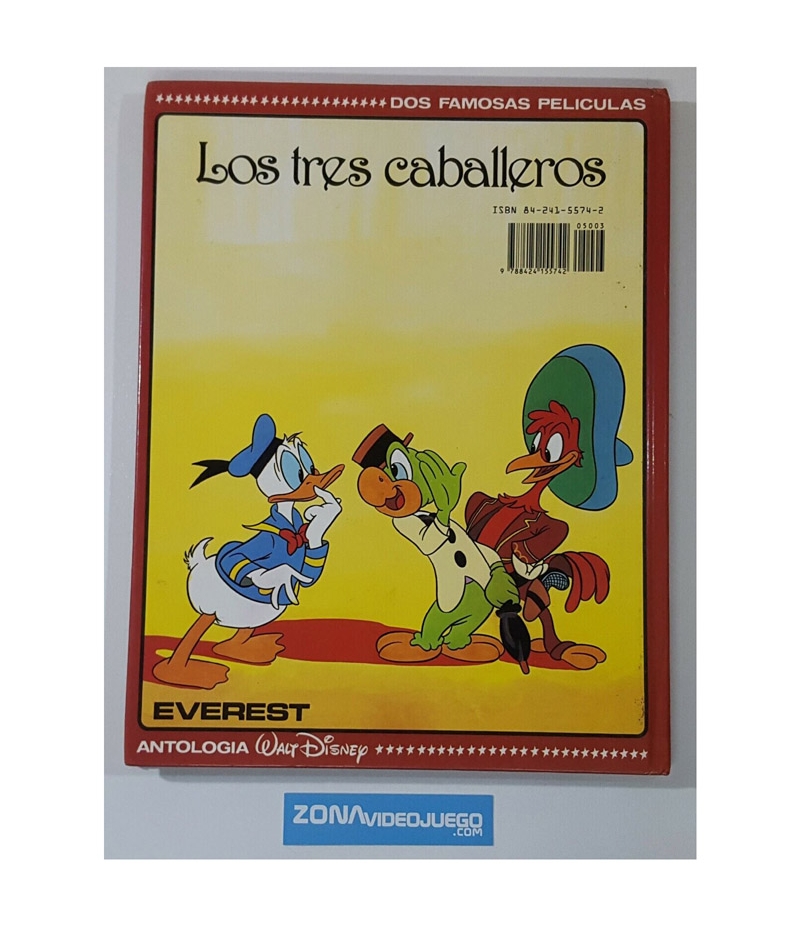 DOS FAMOSAS PELICULAS
Los tres caballeros
ISBN 84-241-5574-2
05003
9 788424 155742
EVEREST
ANTOLOGIA WALT DISNEY
ZONAVIDEOJUEGO
.COM